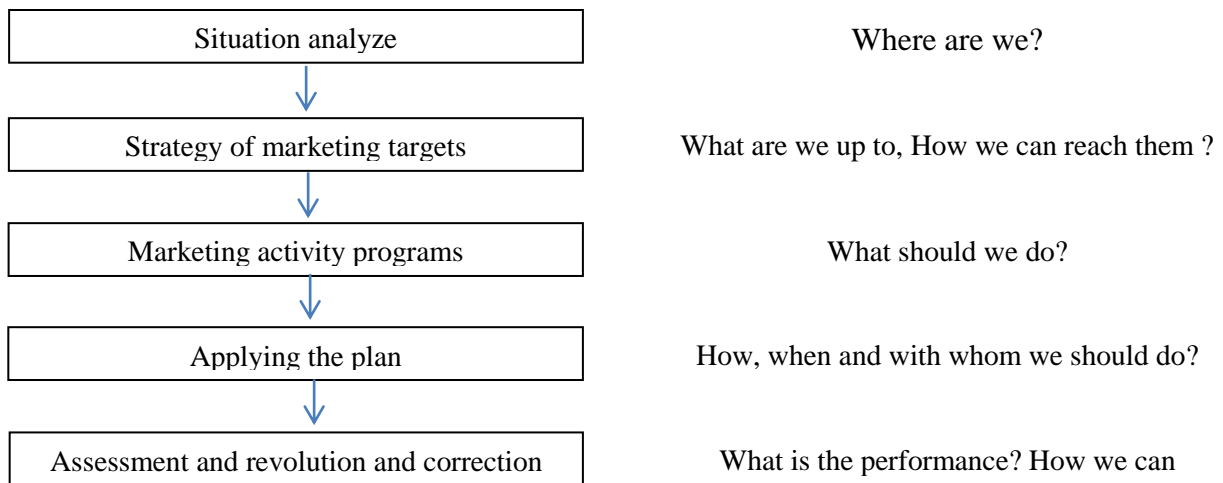 Situation analyze
Where are we?
Strategy of marketing targets
What are we up to, How we can reach them ?
Marketing activity programs
What should we do?
Applying the plan
How, when and with whom we should do?
Assessment and revolution and correction
What is the performance? How we can